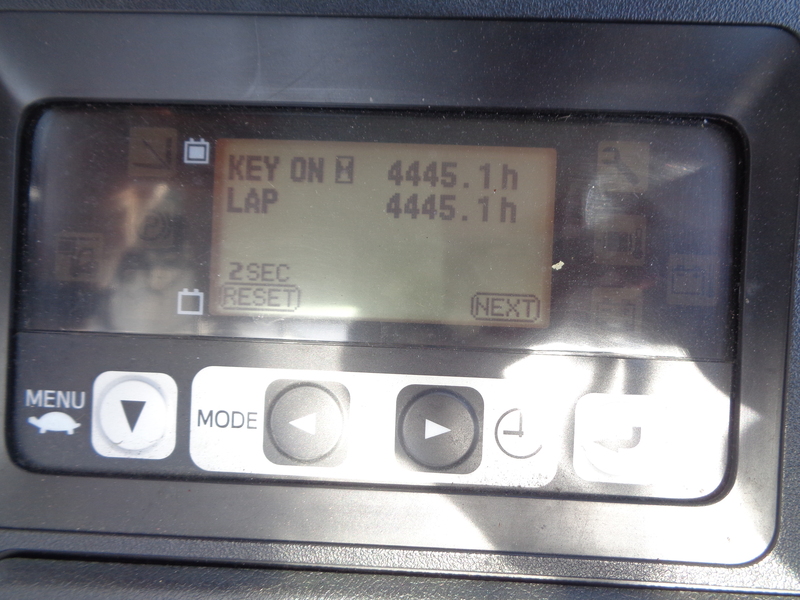 KEY ON 4445.1h
LAP 4445.1h
2SEC
RESET NEXT
MENU
MODE